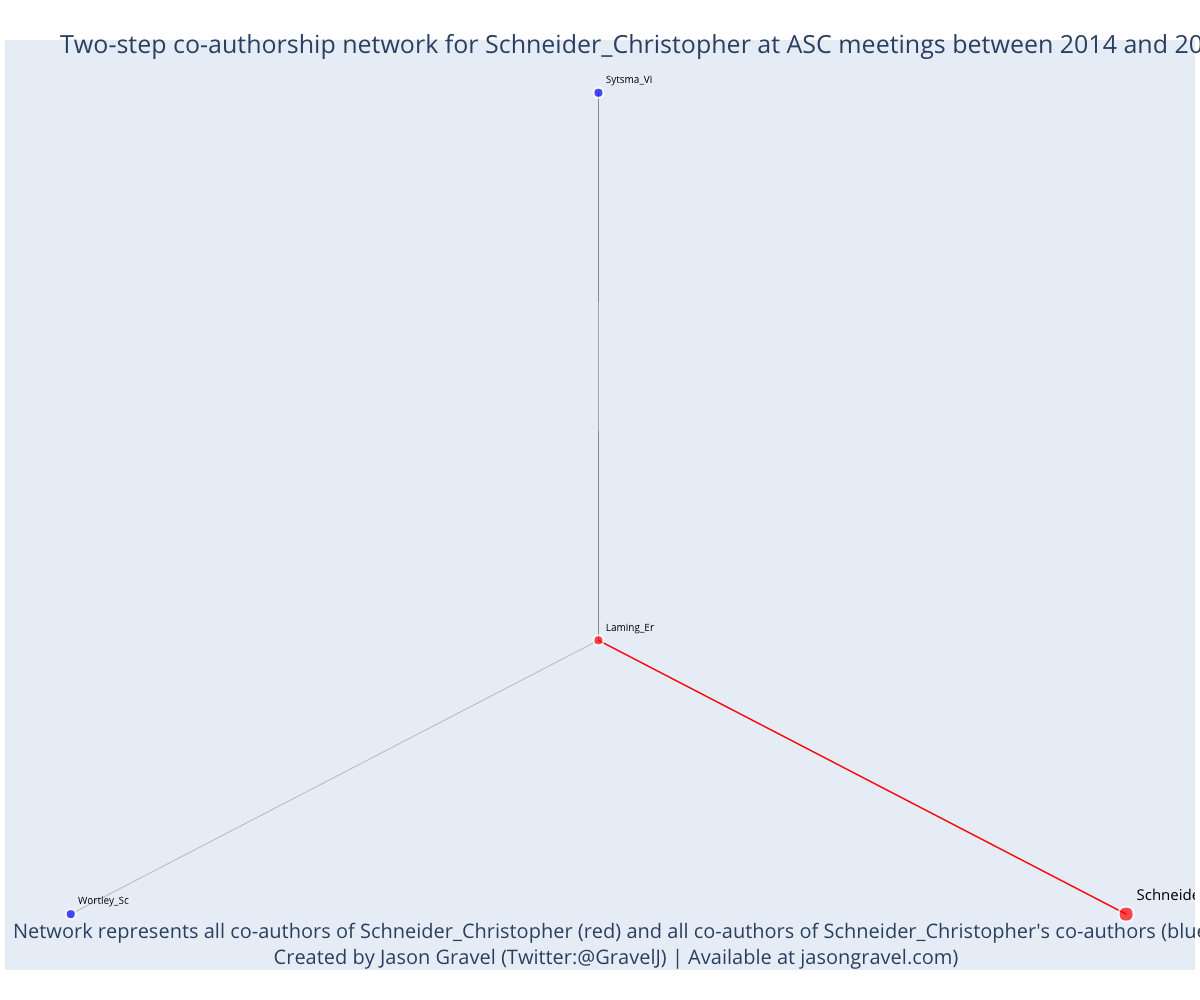 Two-step co-authorship network for Schneider_Christopher at ASC meetings between 2014 and 20
Sytsma_Vi
Laming_Er
Wortley_Sc
Schneide
Network represents all co-authors of Schneider_Christopher (red) and all co-authors of Schneider_Christopher's co-authors (blue
Created by Jason Gravel (Twitter:@GravelJ) | Available at jasongravel.com)